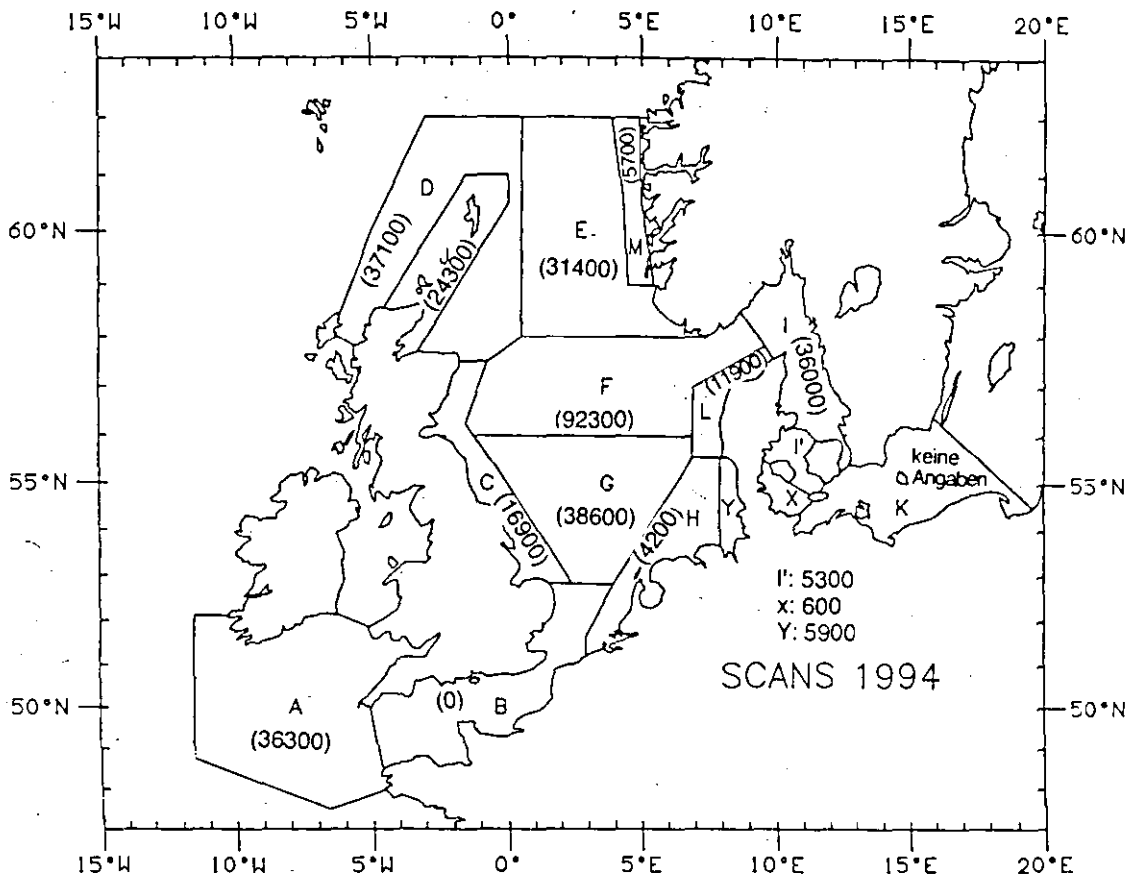 15°W 10°W 5°W 0° 5°E 10°E 15°E 20°E
D
(5700)
60°N
60°N
E
(37100)
(24300)
(31400)
M
I
(36000)
(11900)
F
(92300)
L
I'
keine
Angaben
55°N
C
(16900)
G
(38600)
(4200)
H
Y
X
K
55°N
I': 5300
x: 600
Y: 5900
SCANS 1994
50°N
A
(36300)
(0)
B
50°N
15°W 10°W 5°W 0° 5°E 10°E 15°E 20°E